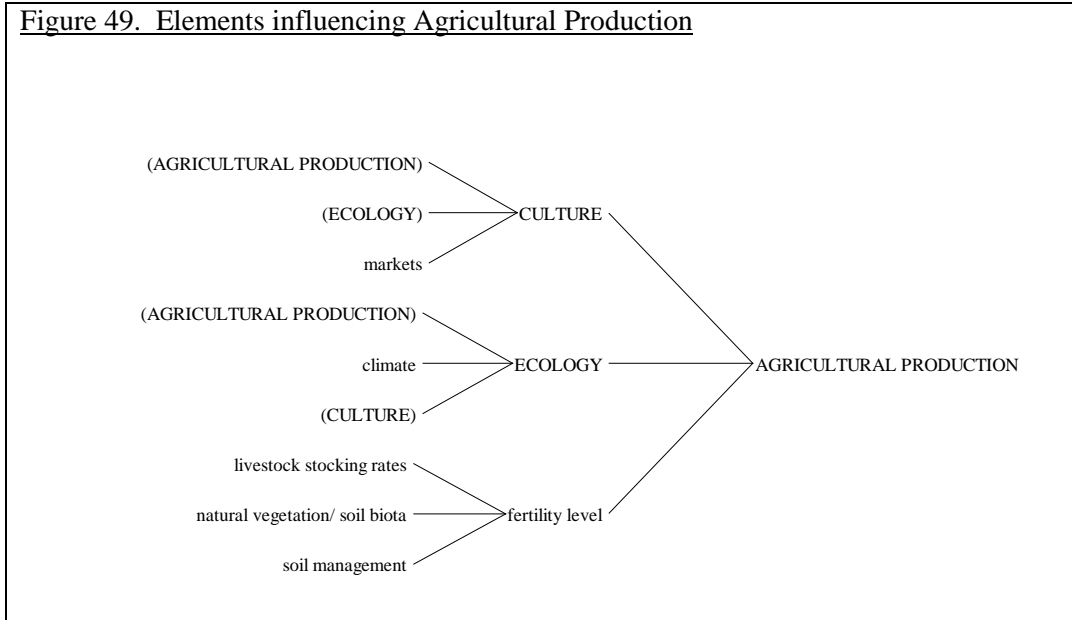 Figure 49. Elements influencing Agricultural Production
(AGRICULTURAL PRODUCTION)
(ECOLOGY)
markets
CULTURE
(AGRICULTURAL PRODUCTION)
climate
(CULTURE)
ECOLOGY
livestock stocking rates
natural vegetation/ soil biota
soil management
fertility level
AGRICULTURAL PRODUCTION